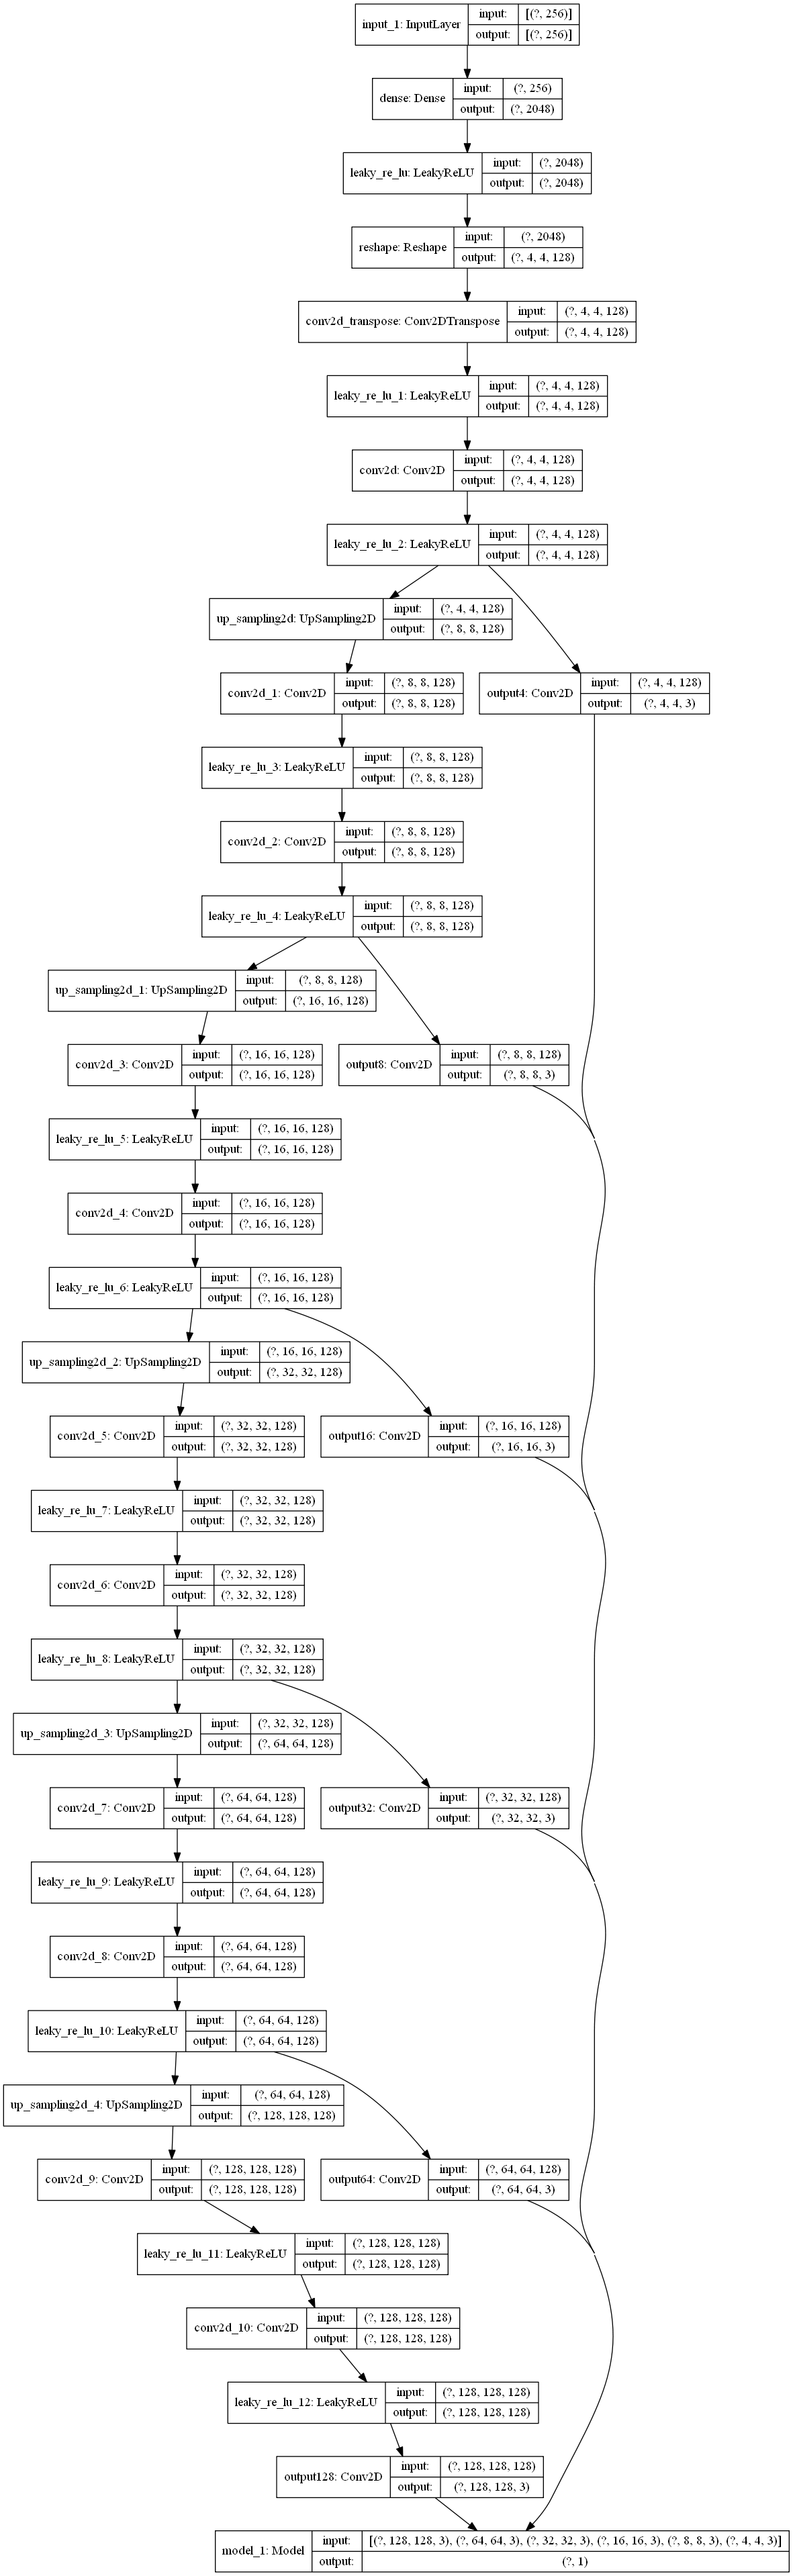 input_1: InputLayer
input: [(?, 256)]
output: [(?, 256)]
dense: Dense
input: (?, 256)
output: (?, 2048)
leaky_re_lu: LeakyReLU
input: (?, 2048)
output: (?, 2048)
reshape: Reshape
input: (?, 2048)
output: (?, 4, 4, 128)
conv2d_transpose: Conv2DTranspose
input: (?, 4, 4, 128)
output: (?, 4, 4, 128)
leaky_re_lu_1: LeakyReLU
input: (?, 4, 4, 128)
output: (?, 4, 4, 128)
conv2d: Conv2D
input: (?, 4, 4, 128)
output: (?, 4, 4, 128)
leaky_re_lu_2: LeakyReLU
input: (?, 4, 4, 128)
output: (?, 4, 4, 128)
up_sampling2d: UpSampling2D
input: (?, 4, 4, 128)
output: (?, 8, 8, 128)
conv2d_1: Conv2D
input: (?, 8, 8, 128)
output: (?, 8, 8, 128)
output4: Conv2D
input: (?, 4, 4, 128)
output: (?, 4, 4, 3)
leaky_re_lu_3: LeakyReLU
input: (?, 8, 8, 128)
output: (?, 8, 8, 128)
conv2d_2: Conv2D
input: (?, 8, 8, 128)
output: (?, 8, 8, 128)
leaky_re_lu_4: LeakyReLU
input: (?, 8, 8, 128)
output: (?, 8, 8, 128)
up_sampling2d_1: UpSampling2D
input: (?, 8, 8, 128)
output: (?, 16, 16, 128)
conv2d_3: Conv2D
input: (?, 16, 16, 128)
output: (?, 16, 16, 128)
output8: Conv2D
input: (?, 8, 8, 128)
output: (?, 8, 8, 3)
leaky_re_lu_5: LeakyReLU
input: (?, 16, 16, 128)
output: (?, 16, 16, 128)
conv2d_4: Conv2D
input: (?, 16, 16, 128)
output: (?, 16, 16, 128)
leaky_re_lu_6: LeakyReLU
input: (?, 16, 16, 128)
output: (?, 16, 16, 128)
up_sampling2d_2: UpSampling2D
input: (?, 16, 16, 128)
output: (?, 32, 32, 128)
conv2d_5: Conv2D
input: (?, 32, 32, 128)
output: (?, 32, 32, 128)
output16: Conv2D
input: (?, 16, 16, 128)
output: (?, 16, 16, 3)
leaky_re_lu_7: LeakyReLU
input: (?, 32, 32, 128)
output: (?, 32, 32, 128)
conv2d_6: Conv2D
input: (?, 32, 32, 128)
output: (?, 32, 32, 128)
leaky_re_lu_8: LeakyReLU
input: (?, 32, 32, 128)
output: (?, 32, 32, 128)
up_sampling2d_3: UpSampling2D
input: (?, 32, 32, 128)
output: (?, 64, 64, 128)
conv2d_7: Conv2D
input: (?, 64, 64, 128)
output: (?, 64, 64, 128)
output32: Conv2D
input: (?, 32, 32, 128)
output: (?, 32, 32, 3)
leaky_re_lu_9: LeakyReLU
input: (?, 64, 64, 128)
output: (?, 64, 64, 128)
conv2d_8: Conv2D
input: (?, 64, 64, 128)
output: (?, 64, 64, 128)
leaky_re_lu_10: LeakyReLU
input: (?, 64, 64, 128)
output: (?, 64, 64, 128)
up_sampling2d_4: UpSampling2D
input: (?, 64, 64, 128)
output: (?, 128, 128, 128)
conv2d_9: Conv2D
input: (?, 128, 128, 128)
output: (?, 128, 128, 128)
output64: Conv2D
input: (?, 64, 64, 128)
output: (?, 64, 64, 3)
leaky_re_lu_11: LeakyReLU
input: (?, 128, 128, 128)
output: (?, 128, 128, 128)
conv2d_10: Conv2D
input: (?, 128, 128, 128)
output: (?, 128, 128, 128)
leaky_re_lu_12: LeakyReLU
input: (?, 128, 128, 128)
output: (?, 128, 128, 128)
output128: Conv2D
input: (?, 128, 128, 128)
output: (?, 128, 128, 3)
model_1: Model
input: [(?, 128, 128, 3), (?, 64, 64, 3), (?, 32, 32, 3), (?, 16, 16, 3), (?, 8, 8, 3), (?, 4, 4, 3)]
output: (?, 1)